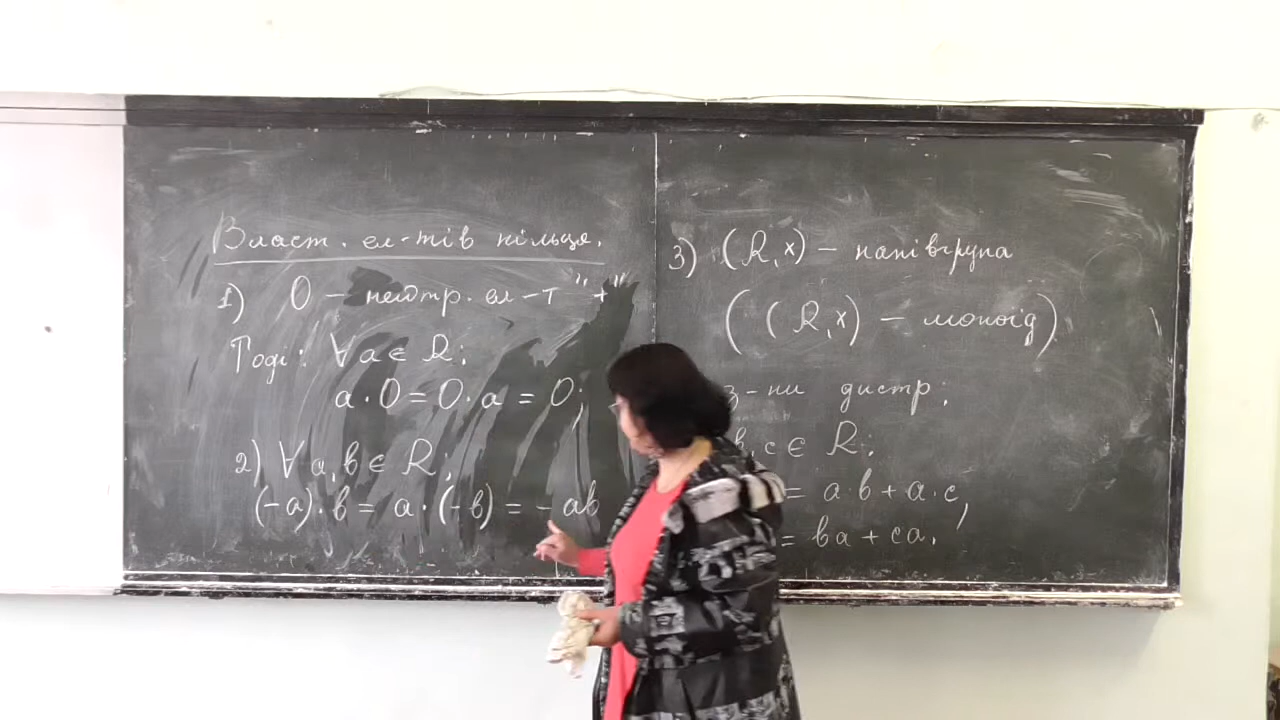 Власт. ел-тів кільця.
1) 0 – нейтр. ел-т "+"
Тоді: ∀a∈R:
a·0=0·a=0;
2) ∀a,b∈R:
(-a)·b=a·(-b)=-ab
3) (R,×) – напівгрупа
((R,×) – моноїд)
з-ни дистр:
b,c∈R:
=a·b+a·c,
=ba+ca.